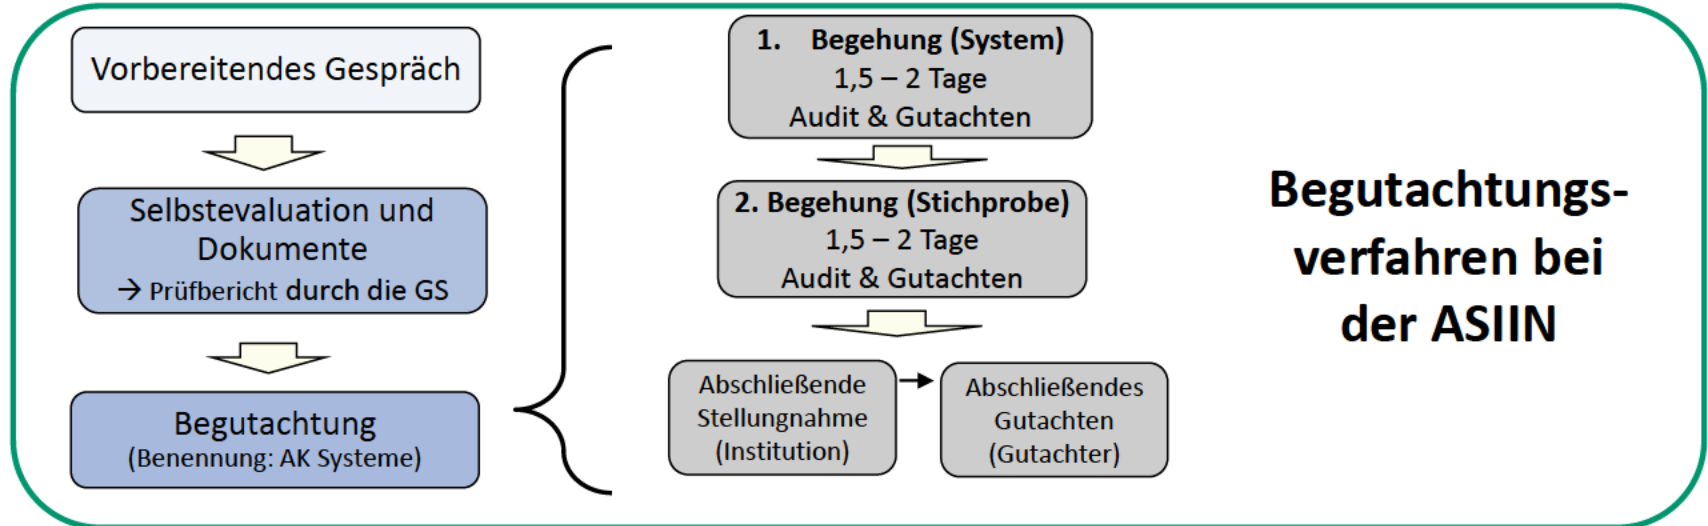 Vorbereitendes Gespräch
Selbstevaluation und
Dokumente
→ Prüfbericht durch die GS
Begutachtung
(Benennung: AK Systeme)
1. Begehung (System)
1,5 – 2 Tage
Audit & Gutachten
2. Begehung (Stichprobe)
1,5 – 2 Tage
Audit & Gutachten
Abschließende
Stellungnahme
(Institution)
Abschließendes
Gutachten
(Gutachter)
Begutachtungs-
verfahren bei
der ASIIN